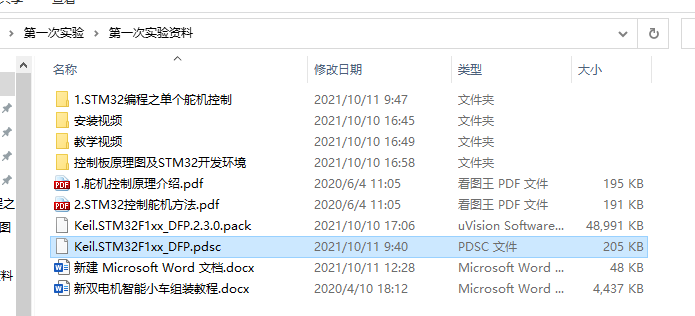 查看
第一次实验 第一次实验资料
名称 修改日期 类型 大小
1.STM32编程之单个舵机控制 2021/10/11 9:47 文件夹
安装视频 2021/10/10 16:45 文件夹
教学视频 2021/10/10 16:49 文件夹
控制板原理图及STM32开发环境 2021/10/10 16:58 文件夹
1.舵机控制原理介绍.pdf 2020/6/4 11:05 看图王 PDF 文件 195 KB
2.STM32控制舵机方法.pdf 2020/6/4 11:05 看图王 PDF 文件 191 KB
Keil.STM32F1xx_DFP.2.3.0.pack 2021/10/10 17:06 uVision Software... 48,991 KB
Keil.STM32F1xx_DFP.pdsc 2021/10/11 9:40 PDSC 文件 205 KB
新建 Microsoft Word 文档.docx 2021/10/11 12:28 Microsoft Word ... 48 KB
新双电机智能小车组装教程.docx 2020/4/10 18:12 Microsoft Word ... 4,437 KB
程之
图
资料